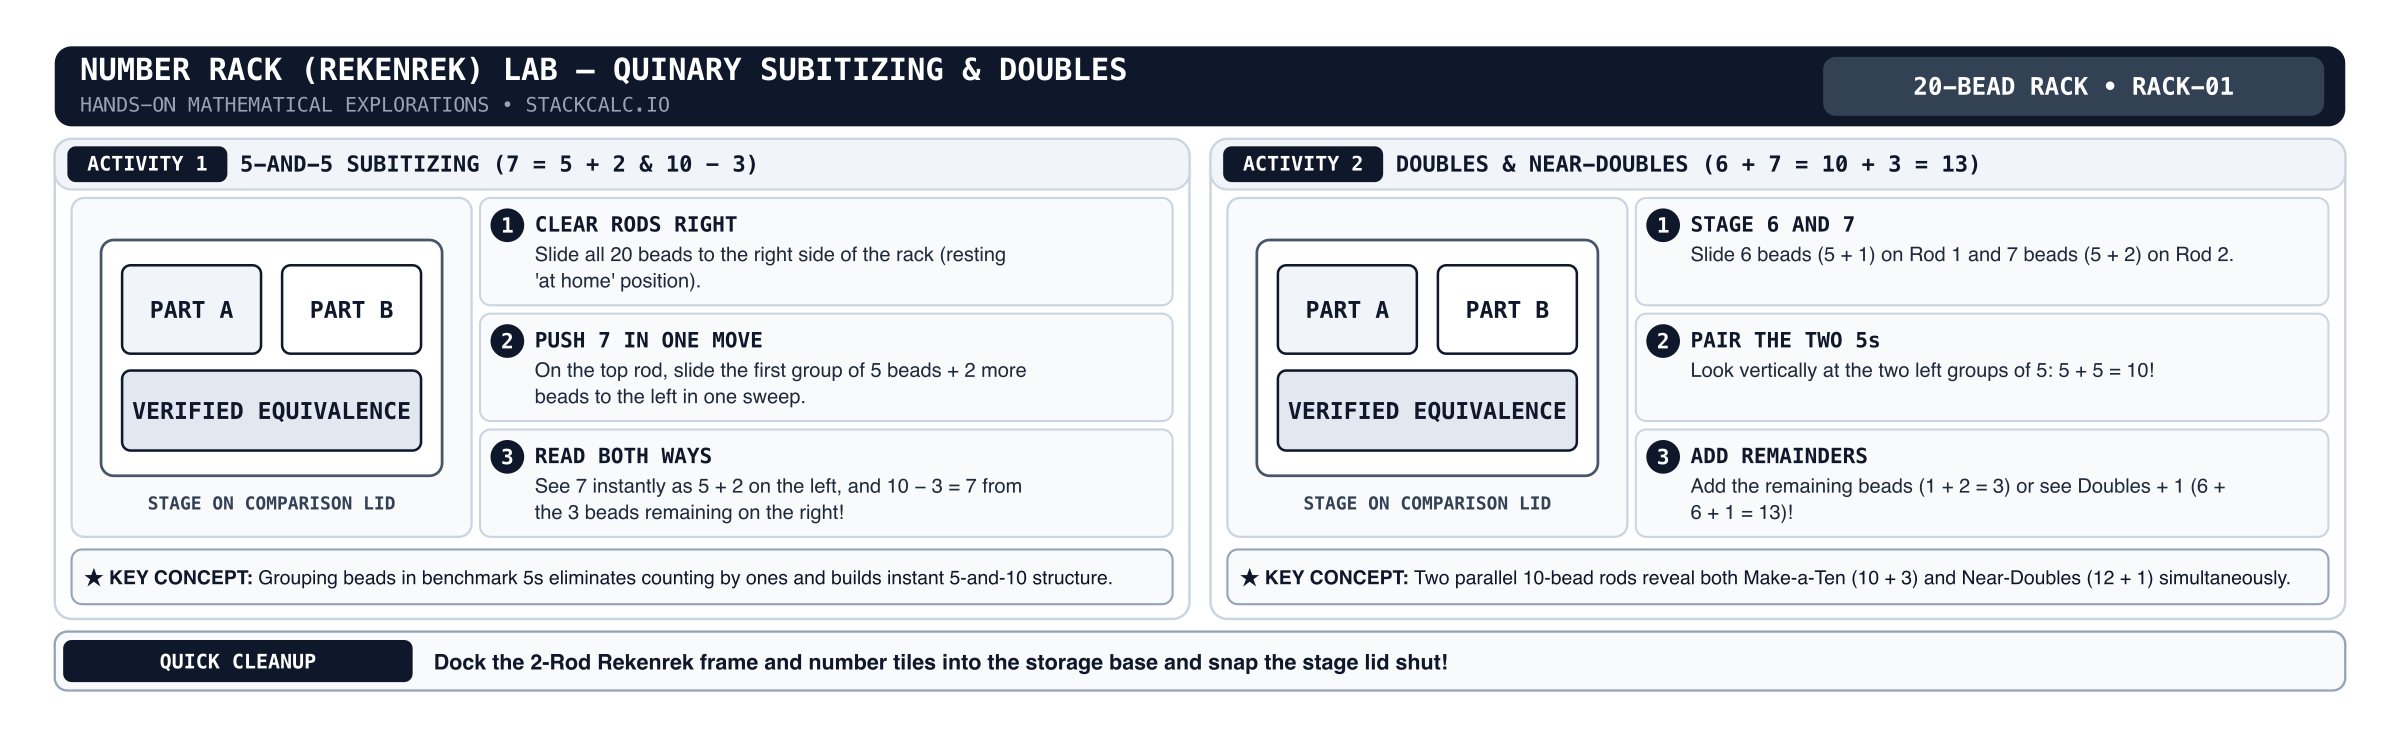 NUMBER RACK (REKENREK) LAB – QUINARY SUBITIZING & DOUBLES
HANDS-ON MATHEMATICAL EXPLORATIONS • STACKCALC.IO
20-BEAD RACK • RACK-01
ACTIVITY 1
5-AND-5 SUBITIZING (7 = 5 + 2 & 10 − 3)
PART A
PART B
VERIFIED EQUIVALENCE
STAGE ON COMPARISON LID
1
CLEAR RODS RIGHT
Slide all 20 beads to the right side of the rack (resting
'at home' position).
2
PUSH 7 IN ONE MOVE
On the top rod, slide the first group of 5 beads + 2 more
beads to the left in one sweep.
3
READ BOTH WAYS
See 7 instantly as 5 + 2 on the left, and 10 − 3 = 7 from
the 3 beads remaining on the right!
★ KEY CONCEPT: Grouping beads in benchmark 5s eliminates counting by ones and builds instant 5-and-10 structure.
ACTIVITY 2
DOUBLES & NEAR-DOUBLES (6 + 7 = 10 + 3 = 13)
PART A
PART B
VERIFIED EQUIVALENCE
STAGE ON COMPARISON LID
1
STAGE 6 AND 7
Slide 6 beads (5 + 1) on Rod 1 and 7 beads (5 + 2) on Rod 2.
2
PAIR THE TWO 5s
Look vertically at the two left groups of 5: 5 + 5 = 10!
3
ADD REMAINDERS
Add the remaining beads (1 + 2 = 3) or see Doubles + 1 (6 +
6 + 1 = 13)!
★ KEY CONCEPT: Two parallel 10-bead rods reveal both Make-a-Ten (10 + 3) and Near-Doubles (12 + 1) simultaneously.
QUICK CLEANUP
Dock the 2-Rod Rekenrek frame and number tiles into the storage base and snap the stage lid shut!